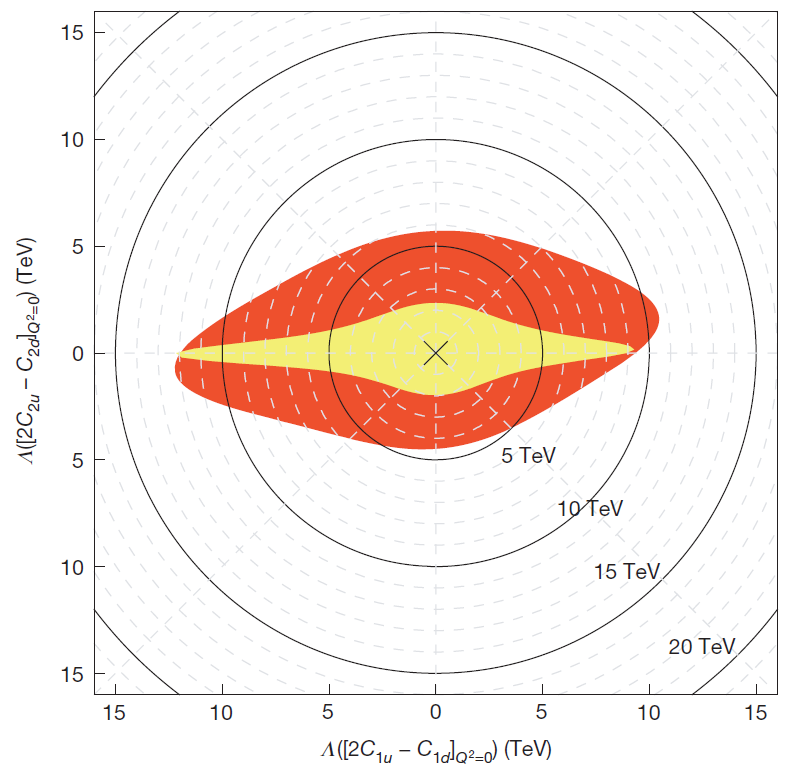 15
10
5
0
5
10
15
Λ([2C₂ᵤ – C₂d]Q²=0) (TeV)
5 TeV
10 TeV
15 TeV
20 TeV
15 10 5 0 5 10 15
Λ([2C₁ᵤ – C₁d]Q²=0) (TeV)